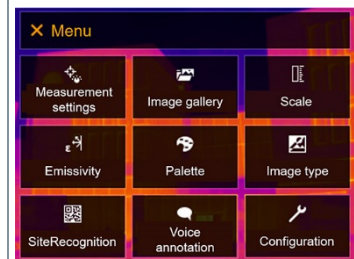 × Menu
Measurement
settings
Image gallery
Scale
ε
Emissivity
Palette
Image type
SiteRecognition
Voice
annotation
Configuration